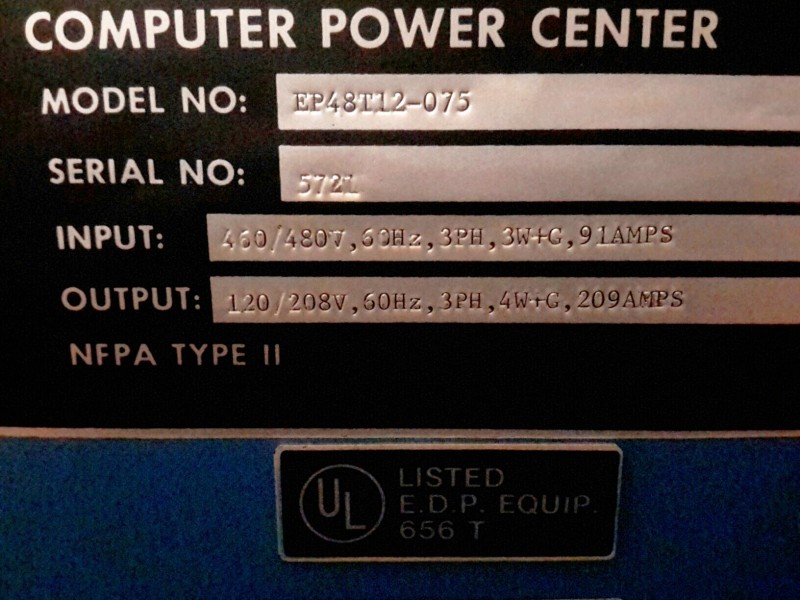 COMPUTER POWER CENTER
MODEL NO: EP48T12-075
SERIAL NO: 5721
INPUT: 460/480V,60Hz,3PH,3W+G,91AMPS
OUTPUT: 120/208V,60Hz,3PH,4W+G,209AMPS
NFPA TYPE II
UL
LISTED
E.D.P. EQUIP.
656 T